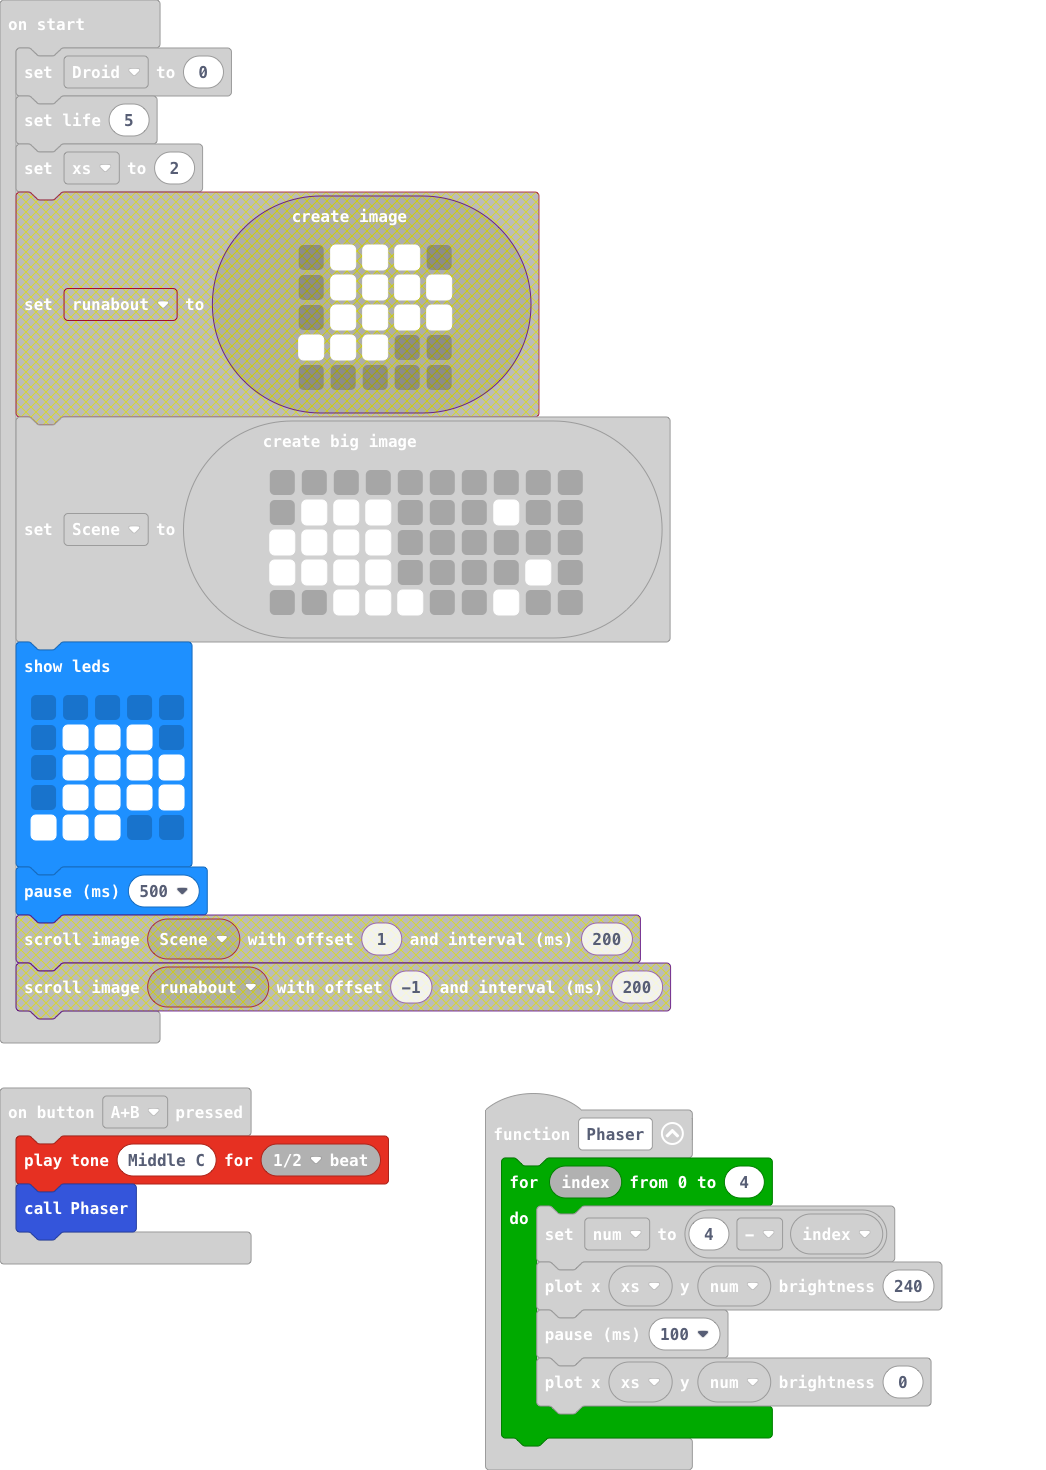 on start
set Droid to 0
set life 5
set xs to 2
create image
set runabout to
create big image
set Scene to
show leds
pause (ms) 500
scroll image Scene with offset 1 and interval (ms) 200
scroll image runabout with offset -1 and interval (ms) 200
on button A+B pressed
play tone Middle C for 1/2 beat
call Phaser
function Phaser
for index from 0 to 4
do
set num to 4 - index
plot x xs y num brightness 240
pause (ms) 100
plot x xs y num brightness 0